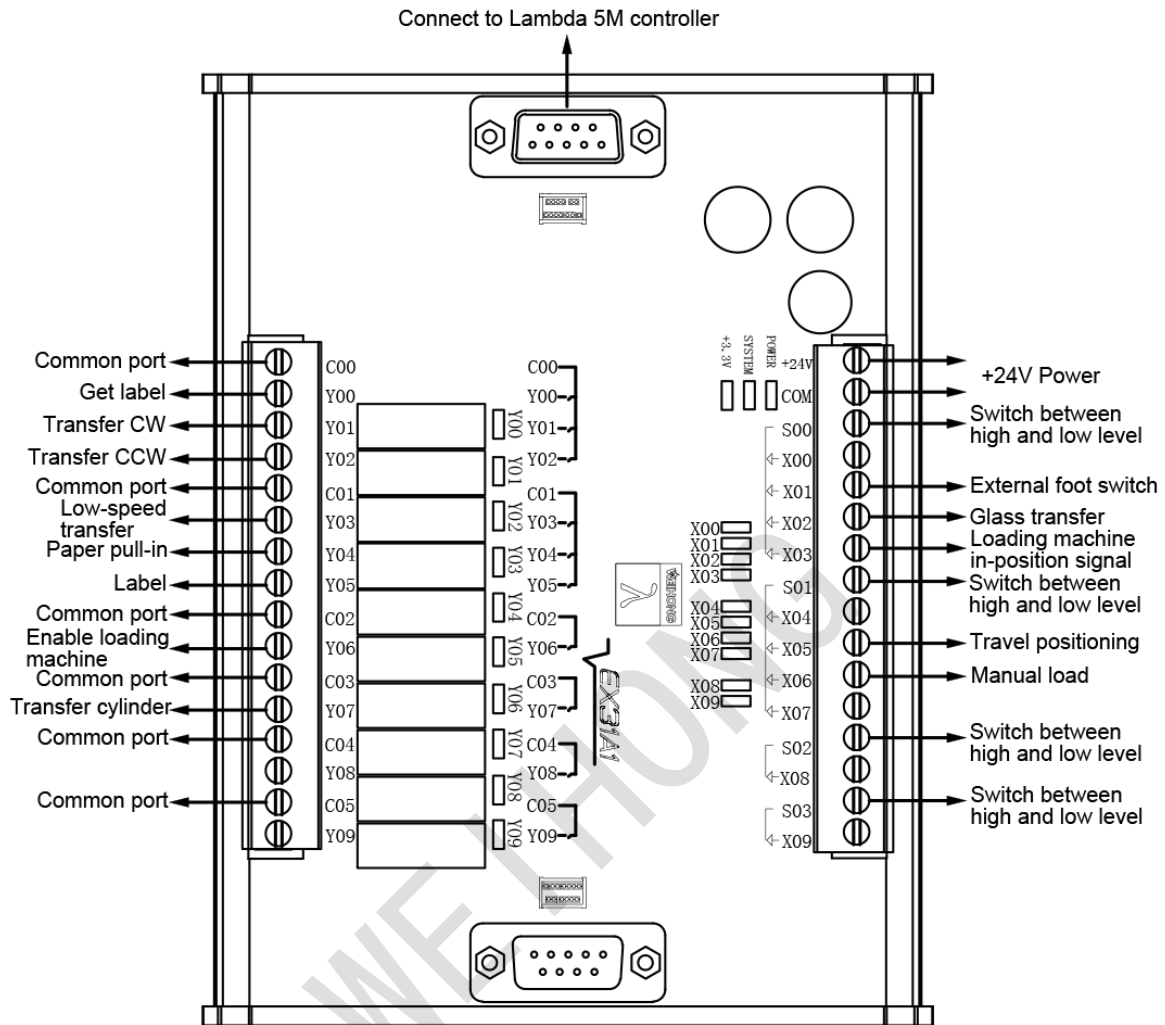 Connect to Lambda 5M controller
Common port
Get label
Transfer CW
Transfer CCW
Common port
Low-speed
transfer
Paper pull-in
Label
Common port
Enable loading
machine
Common port
Transfer cylinder
Common port
Common port
C00
Y00
Y01
Y02
C01
Y03
Y04
Y05
C02
Y06
C03
Y07
C04
Y08
C05
Y09
Y00
Y01
Y02
Y03
Y04
Y05
Y06
Y07
Y08
Y09
C00
Y00
Y01
Y02
C01
Y03
Y04
Y05
C02
Y06
C03
Y07
C04
Y08
C05
Y09
WEIHONG
EX31A1
+3.3V
SYSTEM
POWER
X00
X01
X02
X03
X04
X05
X06
X07
X08
X09
+24V
COM
S00
X00
X01
X02
X03
S01
X04
X05
X06
X07
S02
X08
S03
X09
+24V Power
Switch between
high and low level
External foot switch
Glass transfer
Loading machine
in-position signal
Switch between
high and low level
Travel positioning
Manual load
Switch between
high and low level
Switch between
high and low level
WEIHONG